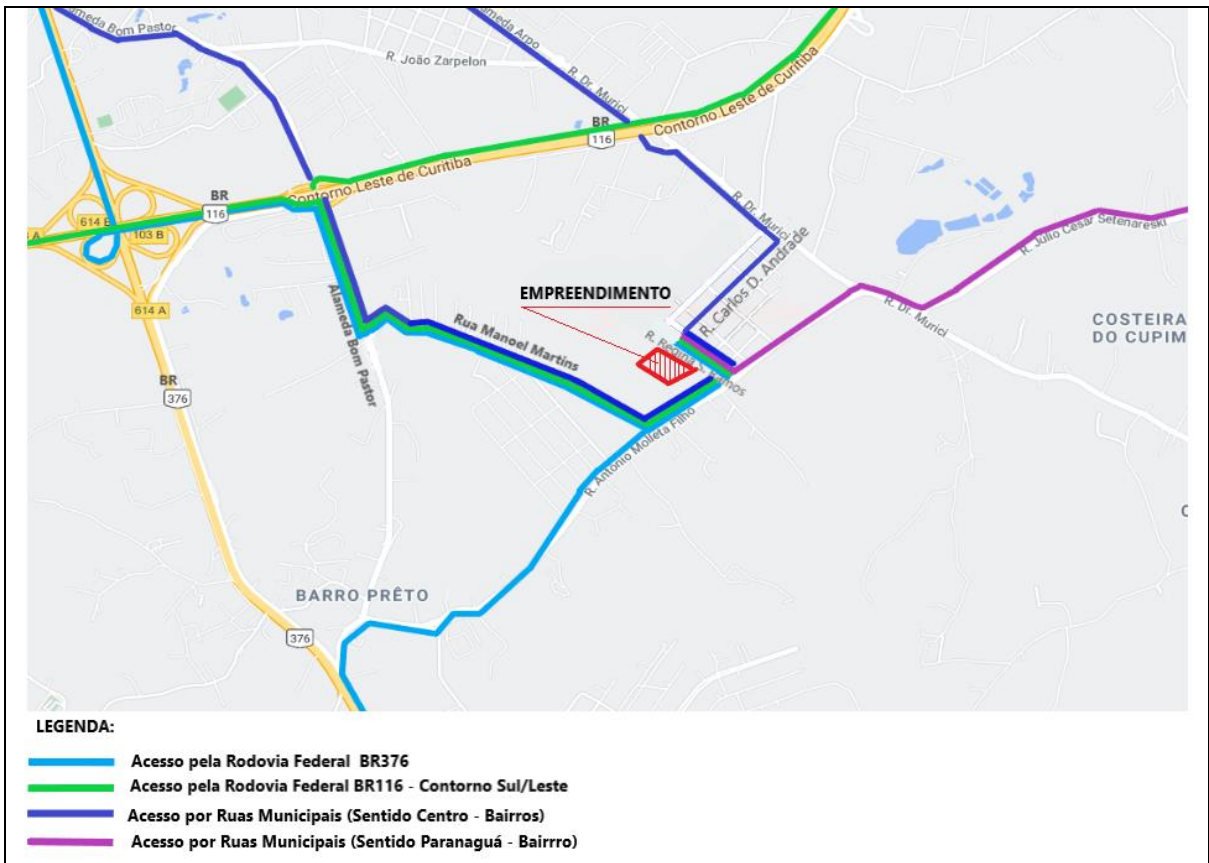 Alameda Bom Pastor
Alameda Arpo
R. João Zarpelon
R. Dr. Murici
BR
116
Contorno Leste de Curitiba
Contorno Leste de Curitiba
BR
116
614 B
103 B
A
614 A
R. Dr. Murici
R. Carlos D. Andrade
R. Júlio César Setenareski
EMPREENDIMENTO
Alameda Bom Pastor
Rua Manoel Martins
R. Regina S. Ramos
R. Dr. Murici
COSTEIRA
DO CUPIM
BR
376
R. Antônio Molleta Filho
BARRO PRÊTO
376
LEGENDA:
Acesso pela Rodovia Federal BR376
Acesso pela Rodovia Federal BR116 - Contorno Sul/Leste
Acesso por Ruas Municipais (Sentido Centro - Bairros)
Acesso por Ruas Municipais (Sentido Paranaguá - Bairrro)